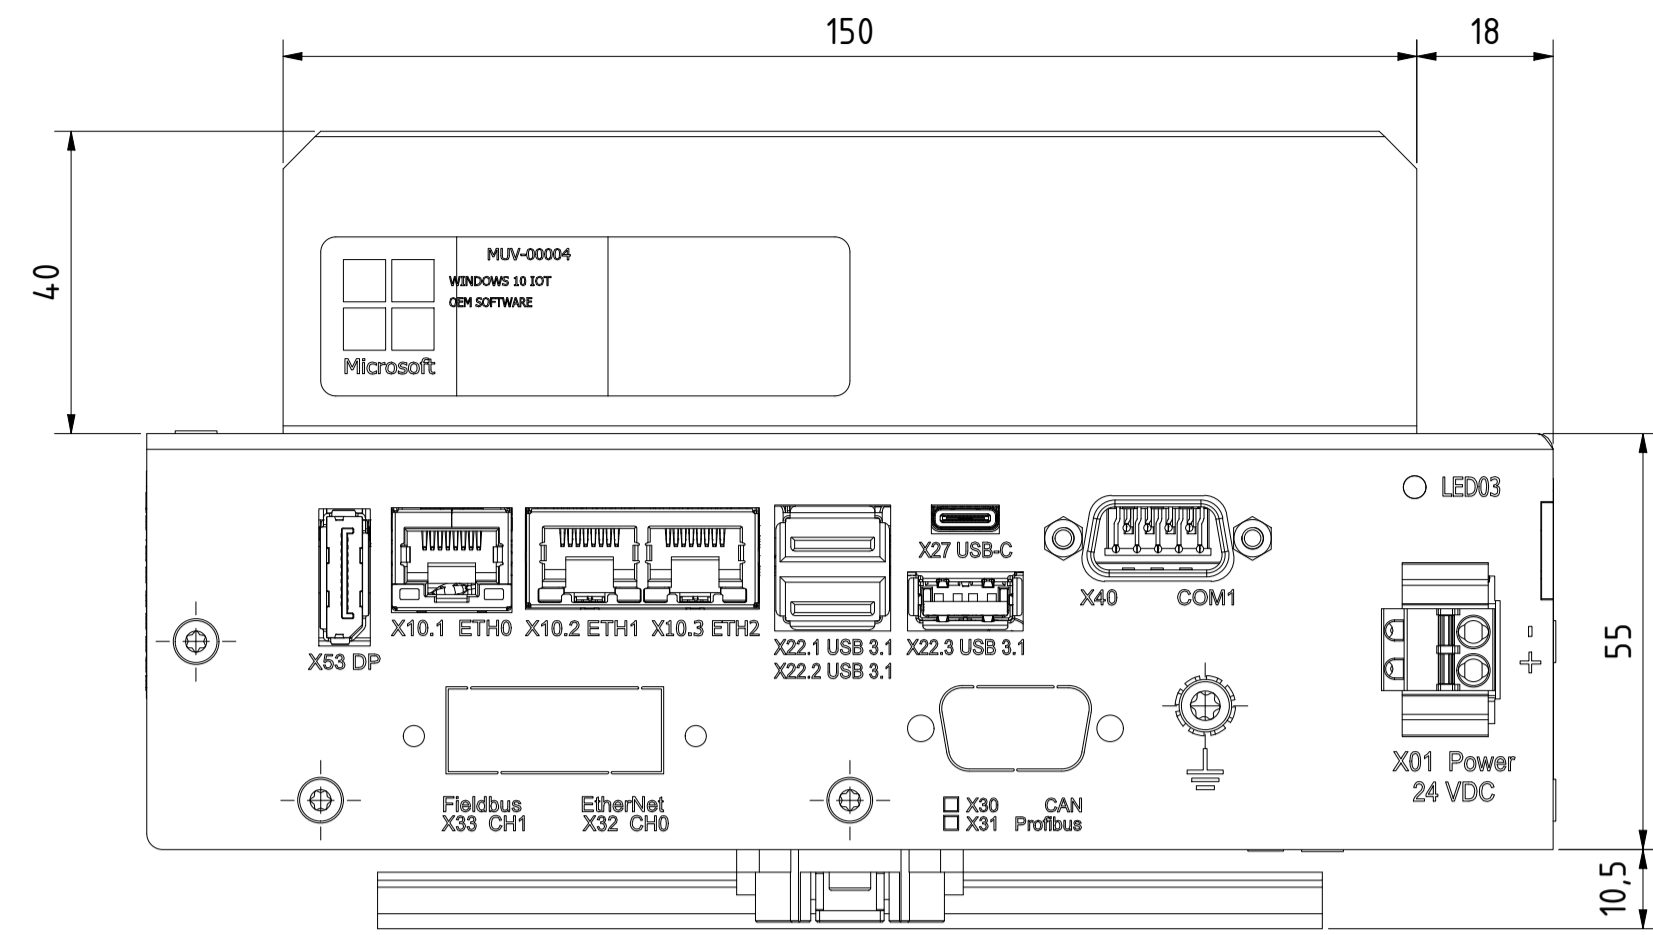 150
18
40
MUV-00004
WINDOWS 10 IOT
OEM SOFTWARE
Microsoft
LED03
X27 USB-C
X40 COM1
X10.1 ETH0 X10.2 ETH1 X10.3 ETH2
X53 DP
X22.1 USB 3.1 X22.3 USB 3.1
X22.2 USB 3.1
-
+
55
X01 Power
24 VDC
Fieldbus EtherNet
X33 CH1 X32 CH0
X30 CAN
X31 Profibus
10,5